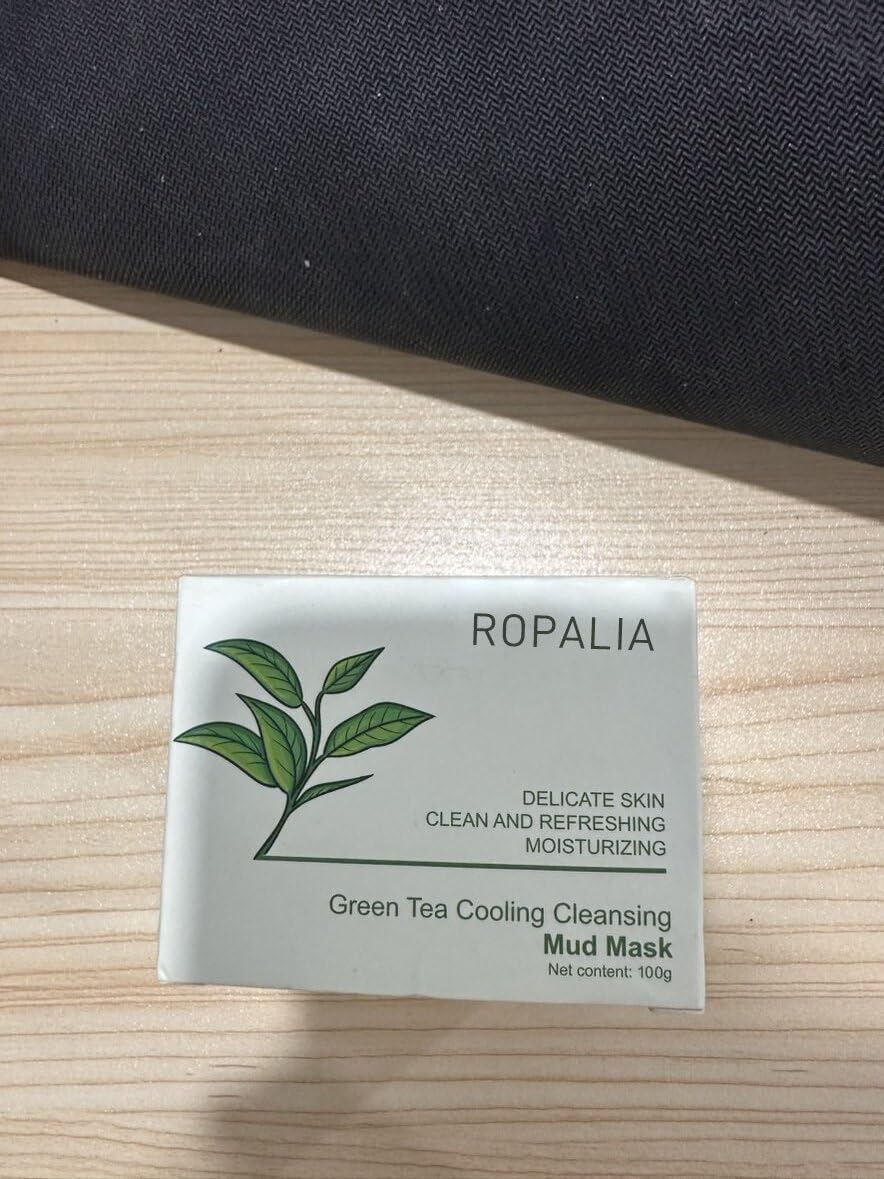 ROPALIA
DELICATE SKIN
CLEAN AND REFRESHING
MOISTURIZING
Green Tea Cooling Cleansing
Mud Mask
Net content: 100g